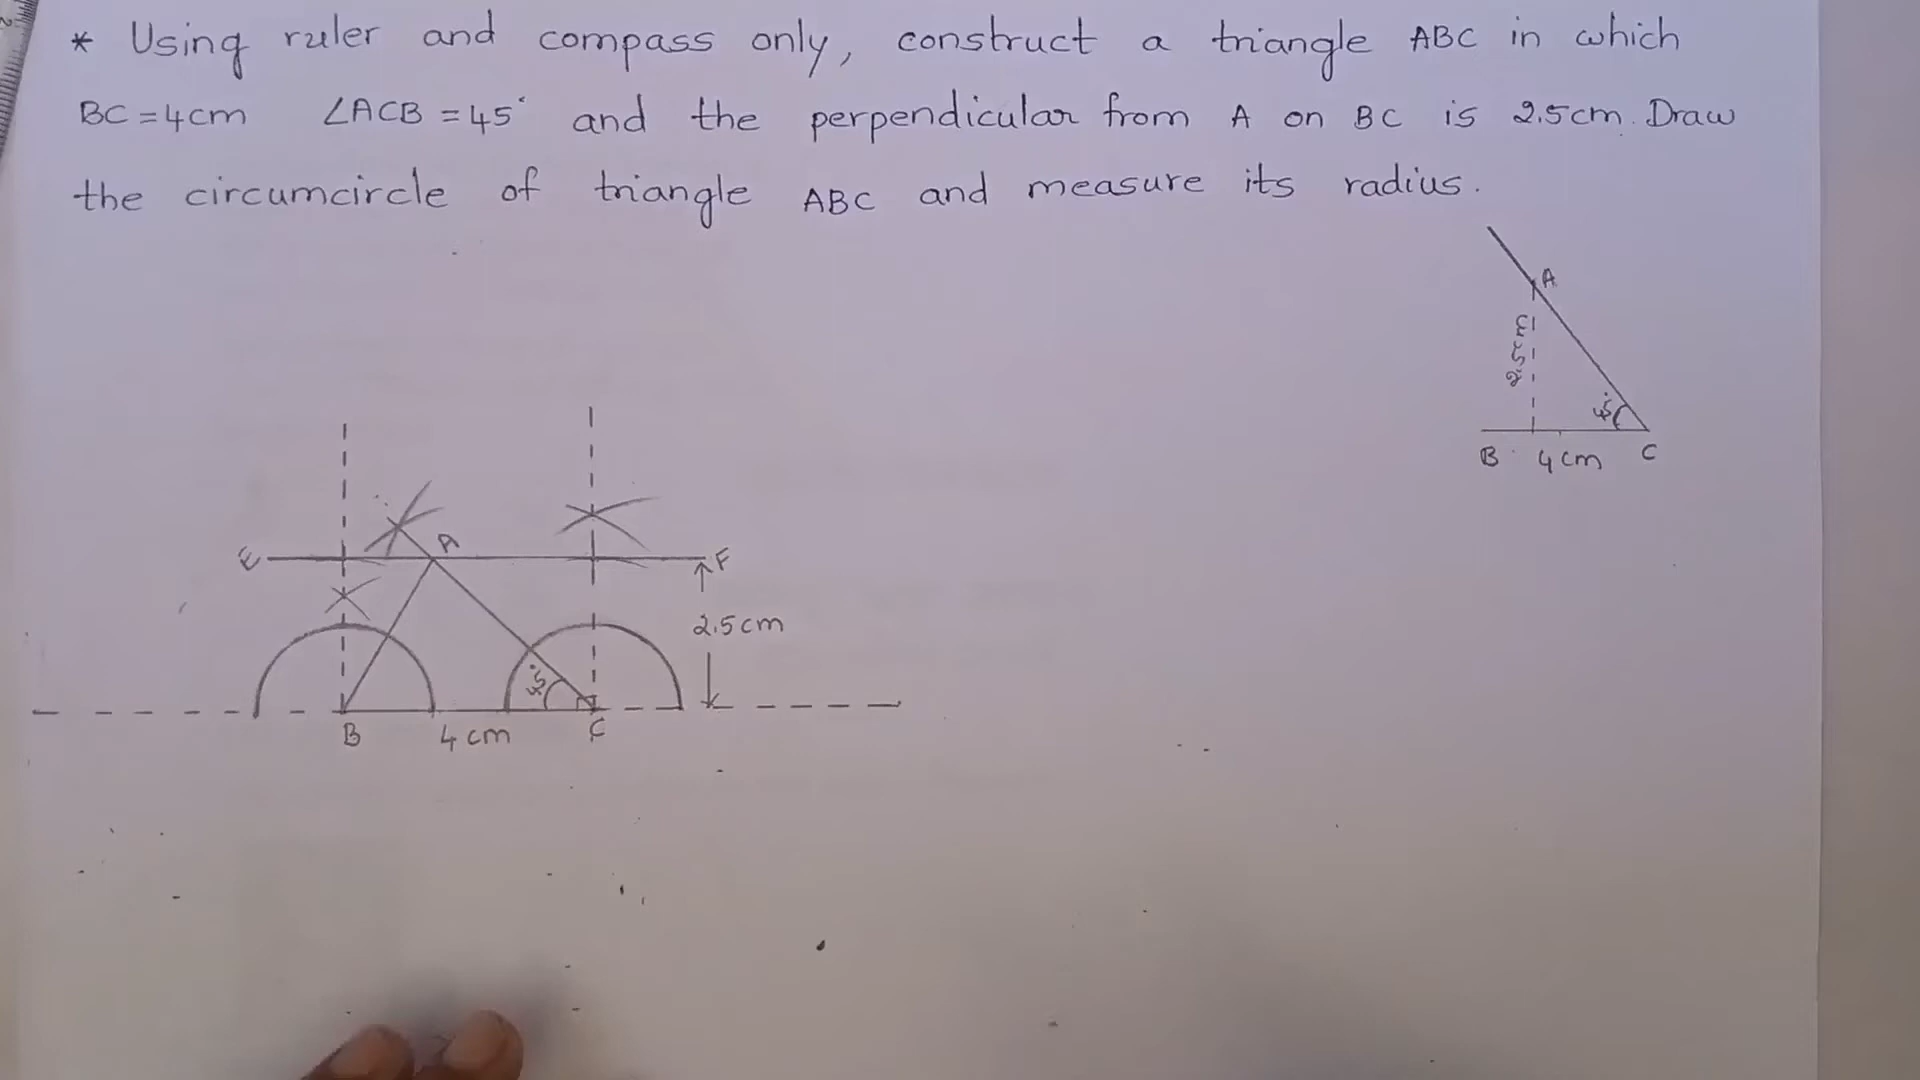 * Using ruler and compass only, construct a triangle ABC in which
BC = 4cm ∠ACB = 45° and the perpendicular from A on BC is 2.5cm. Draw
the circumcircle of triangle ABC and measure its radius.
A
2.5cm
45°
B 4cm C
E A F
2.5cm
45°
B 4cm C